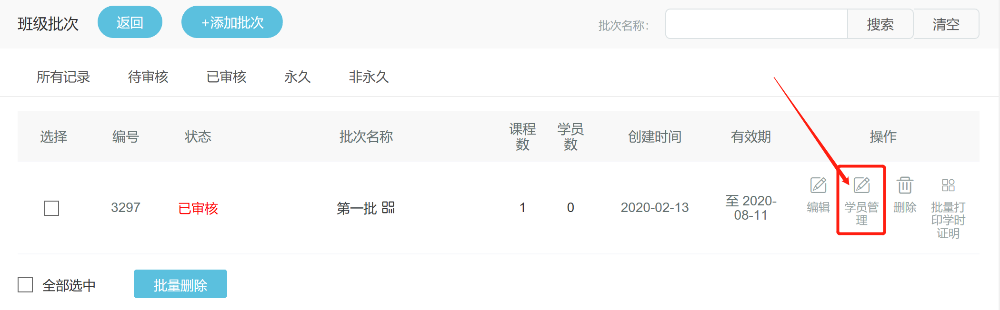 班级批次 返回 +添加批次 批次名称: 搜索 清空
所有记录 待审核 已审核 永久 非永久
选择 编号 状态 批次名称 课程数 学员数 创建时间 有效期 操作
3297 已审核 第一批 1 0 2020-02-13 至 2020-08-11 编辑 学员管理 删除 批量打印学时证明
全部选中 批量删除